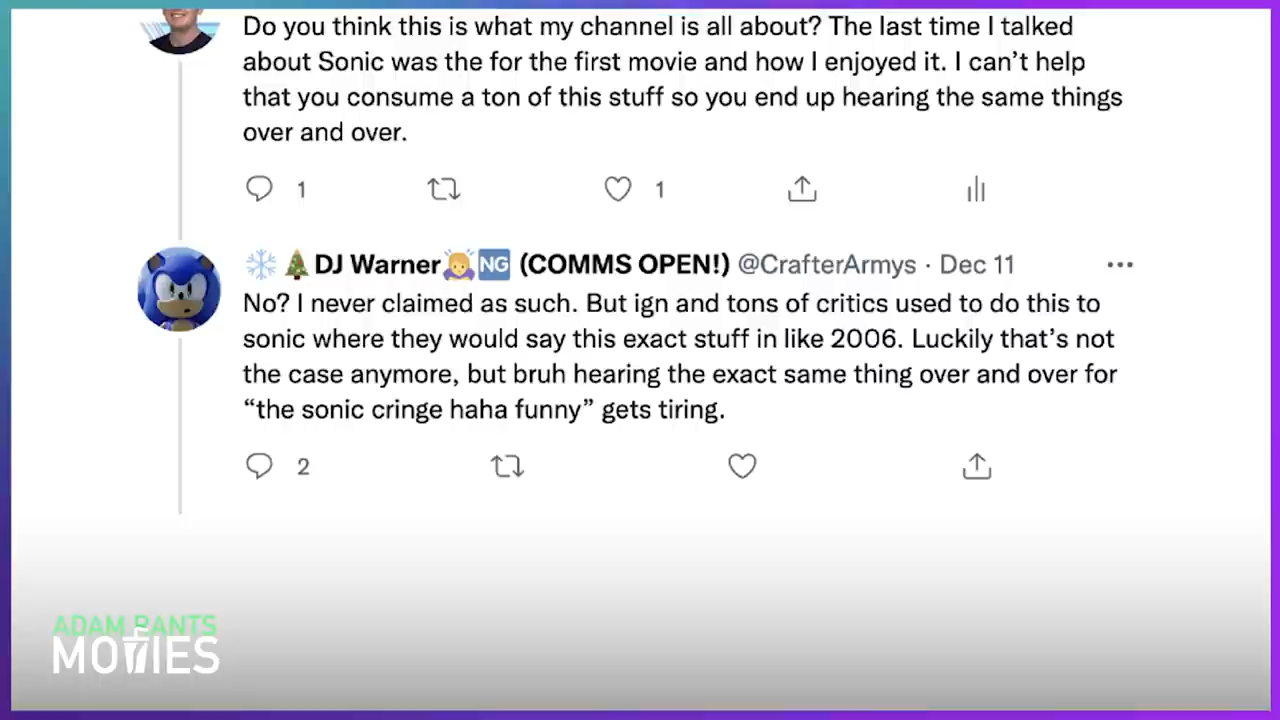 Do you think this is what my channel is all about? The last time I talked
about Sonic was the for the first movie and how I enjoyed it. I can’t help
that you consume a ton of this stuff so you end up hearing the same things
over and over.
1 1
❄️🎄DJ Warner🙇🆖 (COMMS OPEN!) @CrafterArmys · Dec 11
No? I never claimed as such. But ign and tons of critics used to do this to
sonic where they would say this exact stuff in like 2006. Luckily that’s not
the case anymore, but bruh hearing the exact same thing over and over for
“the sonic cringe haha funny” gets tiring.
2
ADAM RANTS
MOVIES